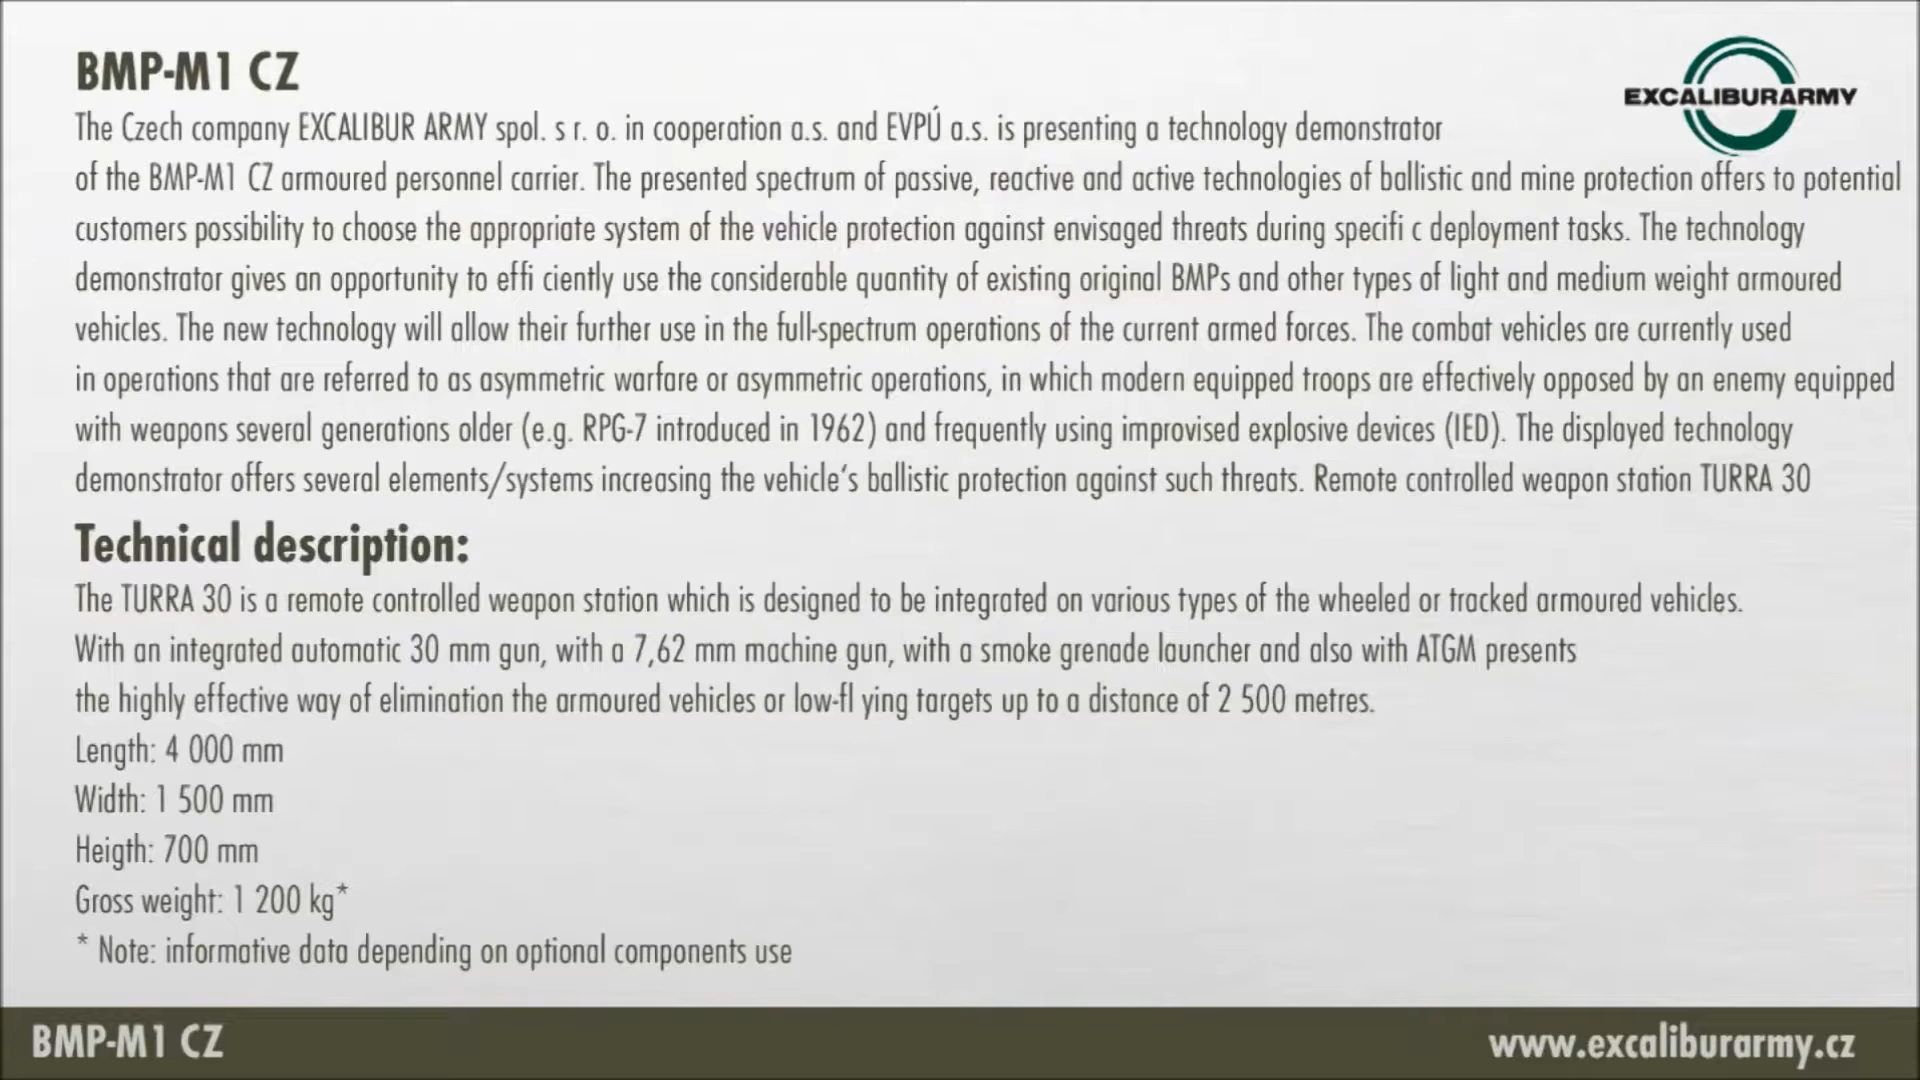 BMP-M1 CZ
EXCALIBURARMY
The Czech company EXCALIBUR ARMY spol. s r. o. in cooperation a.s. and EVPÚ a.s. is presenting a technology demonstrator
of the BMP-M1 CZ armoured personnel carrier. The presented spectrum of passive, reactive and active technologies of ballistic and mine protection offers to potential
customers possibility to choose the appropriate system of the vehicle protection against envisaged threats during specifi c deployment tasks. The technology
demonstrator gives an opportunity to effi ciently use the considerable quantity of existing original BMPs and other types of light and medium weight armoured
vehicles. The new technology will allow their further use in the full-spectrum operations of the current armed forces. The combat vehicles are currently used
in operations that are referred to as asymmetric warfare or asymmetric operations, in which modern equipped troops are effectively opposed by an enemy equipped
with weapons several generations older (e.g. RPG-7 introduced in 1962) and frequently using improvised explosive devices (IED). The displayed technology
demonstrator offers several elements/systems increasing the vehicle‘s ballistic protection against such threats. Remote controlled weapon station TURRA 30
Technical description:
The TURRA 30 is a remote controlled weapon station which is designed to be integrated on various types of the wheeled or tracked armoured vehicles.
With an integrated automatic 30 mm gun, with a 7,62 mm machine gun, with a smoke grenade launcher and also with ATGM presents
the highly effective way of elimination the armoured vehicles or low-fl ying targets up to a distance of 2 500 metres.
Length: 4 000 mm
Width: 1 500 mm
Heigth: 700 mm
Gross weight: 1 200 kg*
* Note: informative data depending on optional components use
BMP-M1 CZ
www.excaliburarmy.cz